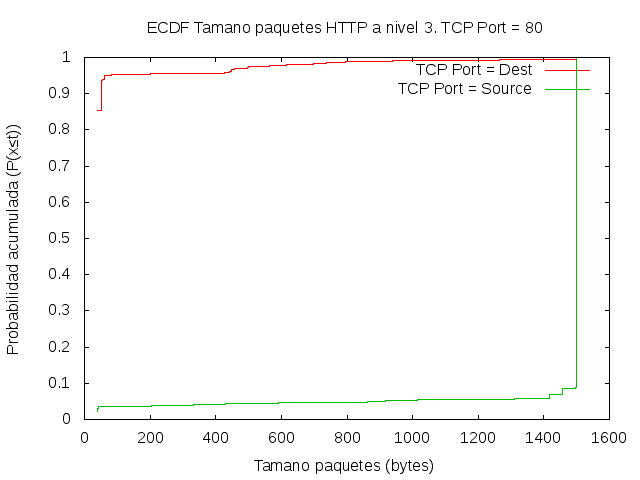 ECDF Tamano paquetes HTTP a nivel 3. TCP Port = 80
TCP Port = Dest
TCP Port = Source
Probabilidad acumulada (P(x≤t))
1
0.9
0.8
0.7
0.6
0.5
0.4
0.3
0.2
0.1
0
0 200 400 600 800 1000 1200 1400 1600
Tamano paquetes (bytes)